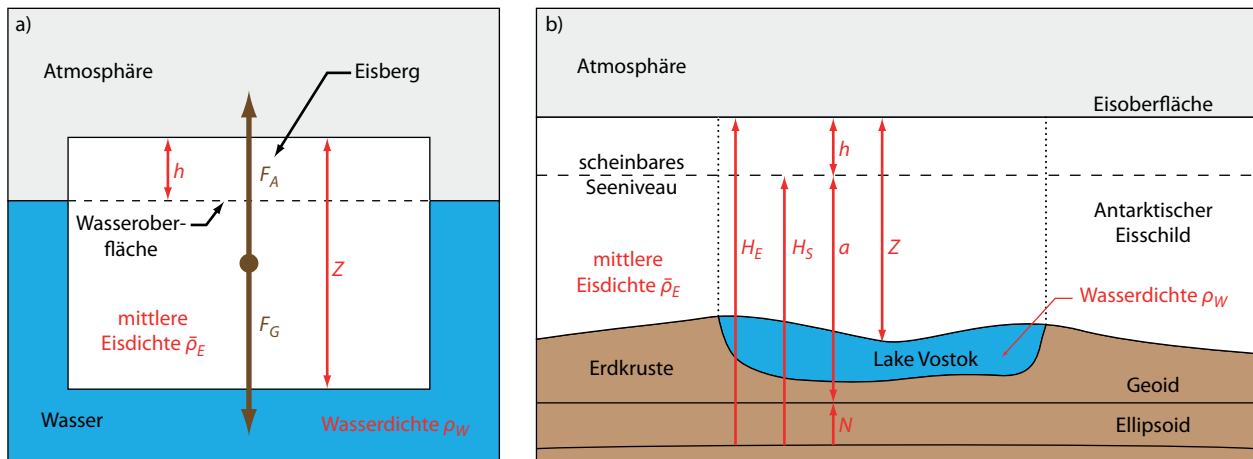 a)
Atmosphäre
Eisberg
h
F_A
Wasserober-
fläche
Z
mittlere
Eisdichte ρ̄_E
F_G
Wasser
Wasserdichte ρ_W
b)
Atmosphäre
Eisoberfläche
h
scheinbares
Seeniveau
Antarktischer
Eisschild
H_E
H_S
a
Z
mittlere
Eisdichte ρ̄_E
Wasserdichte ρ_W
Lake Vostok
Erdkruste
Geoid
N
Ellipsoid